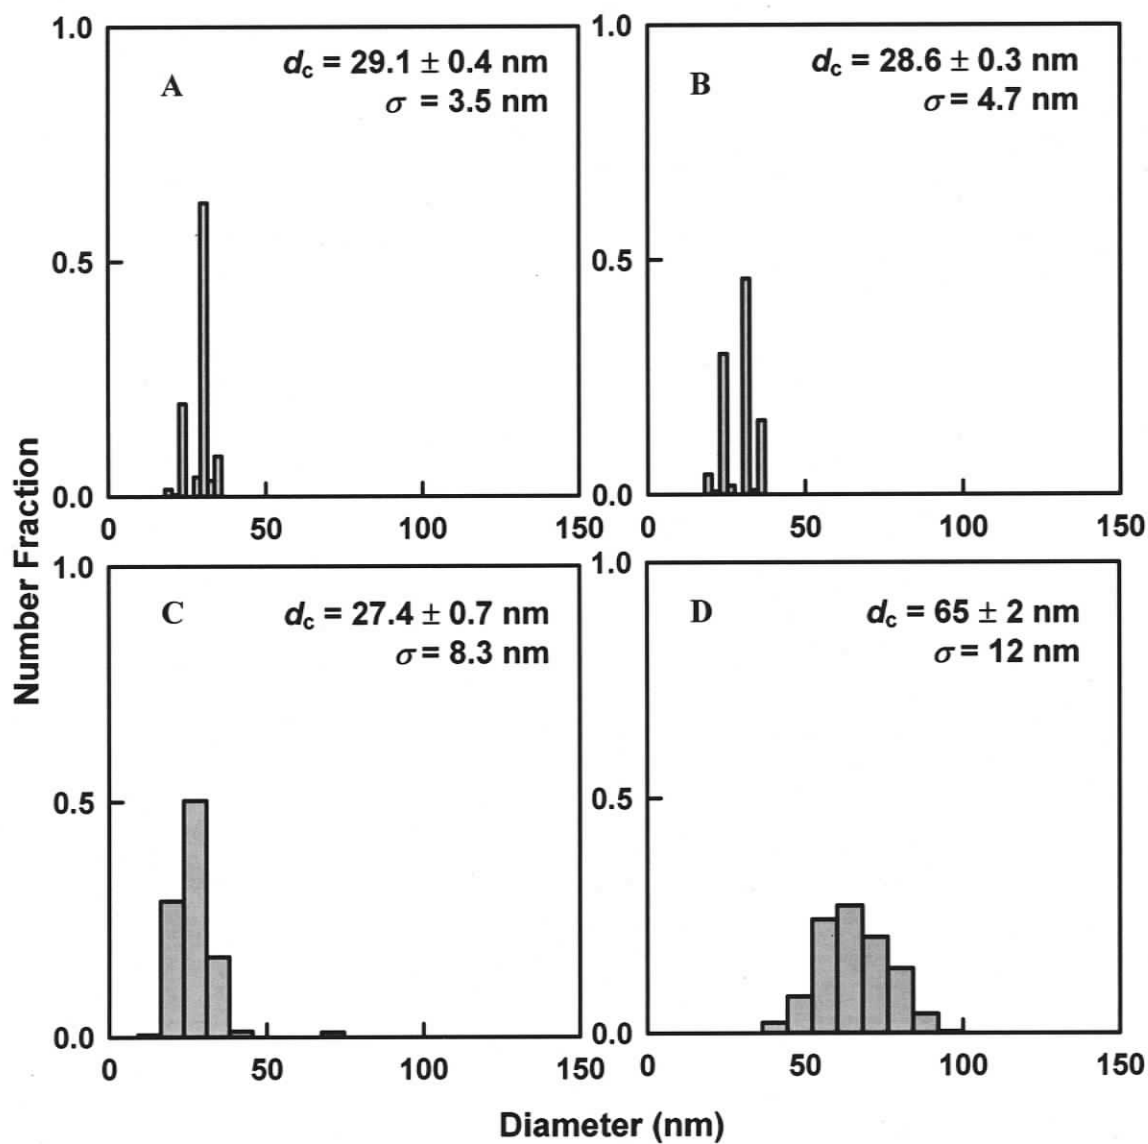 1.0
A
d_c = 29.1 ± 0.4 nm
σ = 3.5 nm
0.5
0.0
0 50 100 150
1.0
B
d_c = 28.6 ± 0.3 nm
σ = 4.7 nm
0.5
0.0
0 50 100 150
1.0
C
d_c = 27.4 ± 0.7 nm
σ = 8.3 nm
0.5
0.0
0 50 100 150
1.0
D
d_c = 65 ± 2 nm
σ = 12 nm
0.5
0.0
0 50 100 150
Number Fraction
Diameter (nm)